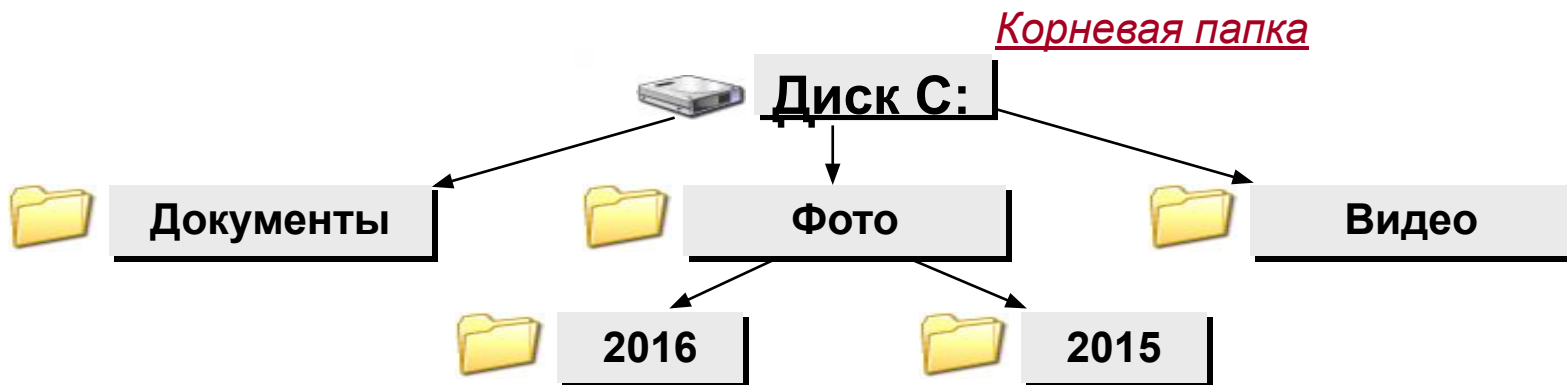 Корневая папка
Диск C:
Документы
Фото
Видео
2016
2015